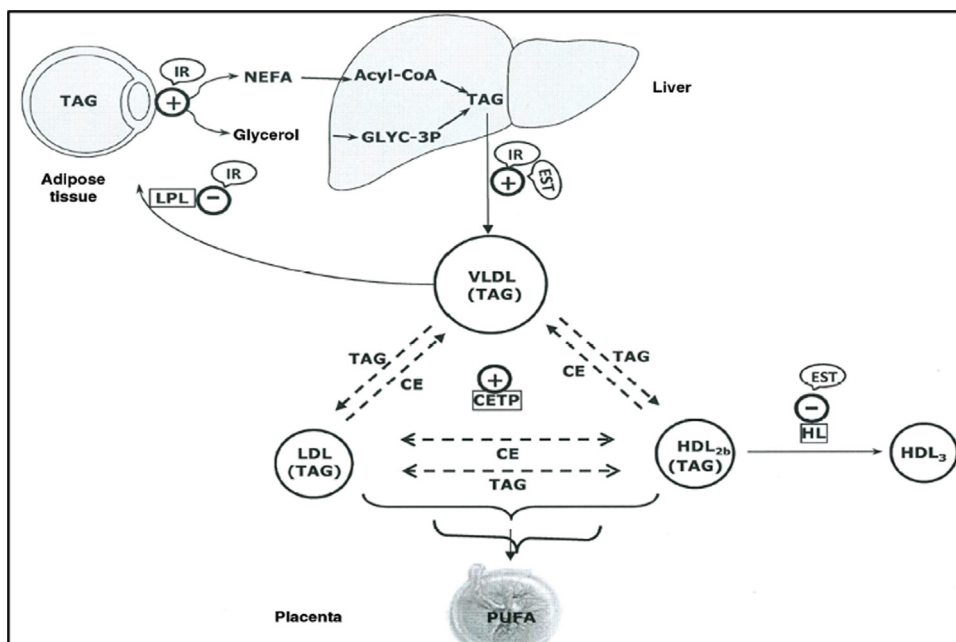 IR
TAG
NEFA
Acyl-CoA
TAG
Liver
Glycerol
GLYC-3P
Adipose
tissue
LPL
IR
IR
EST
VLDL
(TAG)
TAG
CE
TAG
CE
CETP
EST
HL
LDL
(TAG)
CE
TAG
HDL2b
(TAG)
HDL3
Placenta
PUFA